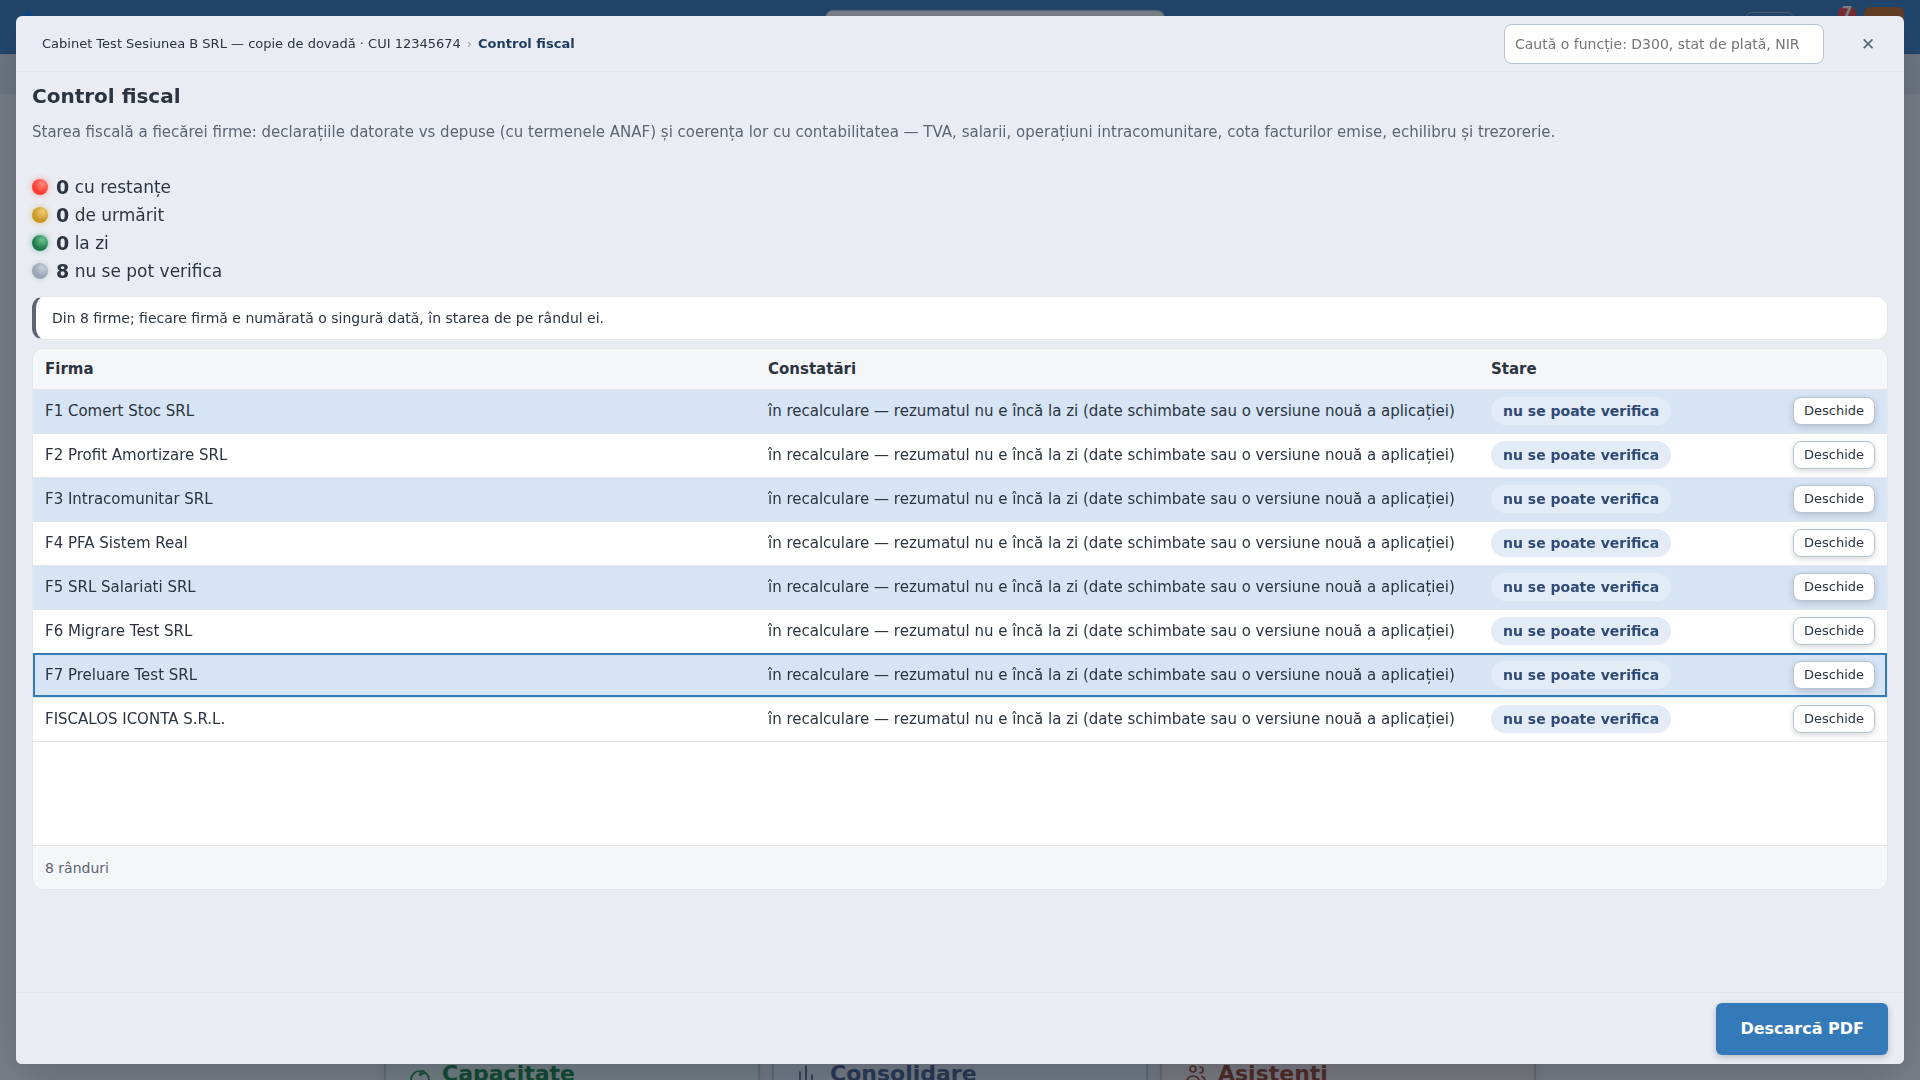 Cabinet Test Sesiunea B SRL — copie de dovadă · CUI 12345674 › Control fiscal
Caută o funcție: D300, stat de plată, NIR
✕
7
Control fiscal
Starea fiscală a fiecărei firme: declarațiile datorate vs depuse (cu termenele ANAF) și coerența lor cu contabilitatea — TVA, salarii, operațiuni intracomunitare, cota facturilor emise, echilibru și trezorerie.
0 cu restanțe
0 de urmărit
0 la zi
8 nu se pot verifica
Din 8 firme; fiecare firmă e numărată o singură dată, în starea de pe rândul ei.
Firma Constatări Stare
F1 Comert Stoc SRL în recalculare — rezumatul nu e încă la zi (date schimbate sau o versiune nouă a aplicației) nu se poate verifica Deschide
F2 Profit Amortizare SRL în recalculare — rezumatul nu e încă la zi (date schimbate sau o versiune nouă a aplicației) nu se poate verifica Deschide
F3 Intracomunitar SRL în recalculare — rezumatul nu e încă la zi (date schimbate sau o versiune nouă a aplicației) nu se poate verifica Deschide
F4 PFA Sistem Real în recalculare — rezumatul nu e încă la zi (date schimbate sau o versiune nouă a aplicației) nu se poate verifica Deschide
F5 SRL Salariati SRL în recalculare — rezumatul nu e încă la zi (date schimbate sau o versiune nouă a aplicației) nu se poate verifica Deschide
F6 Migrare Test SRL în recalculare — rezumatul nu e încă la zi (date schimbate sau o versiune nouă a aplicației) nu se poate verifica Deschide
F7 Preluare Test SRL în recalculare — rezumatul nu e încă la zi (date schimbate sau o versiune nouă a aplicației) nu se poate verifica Deschide
FISCALOS ICONTA S.R.L. în recalculare — rezumatul nu e încă la zi (date schimbate sau o versiune nouă a aplicației) nu se poate verifica Deschide
8 rânduri
Descarcă PDF
Capacitate Consolidare Asistenți